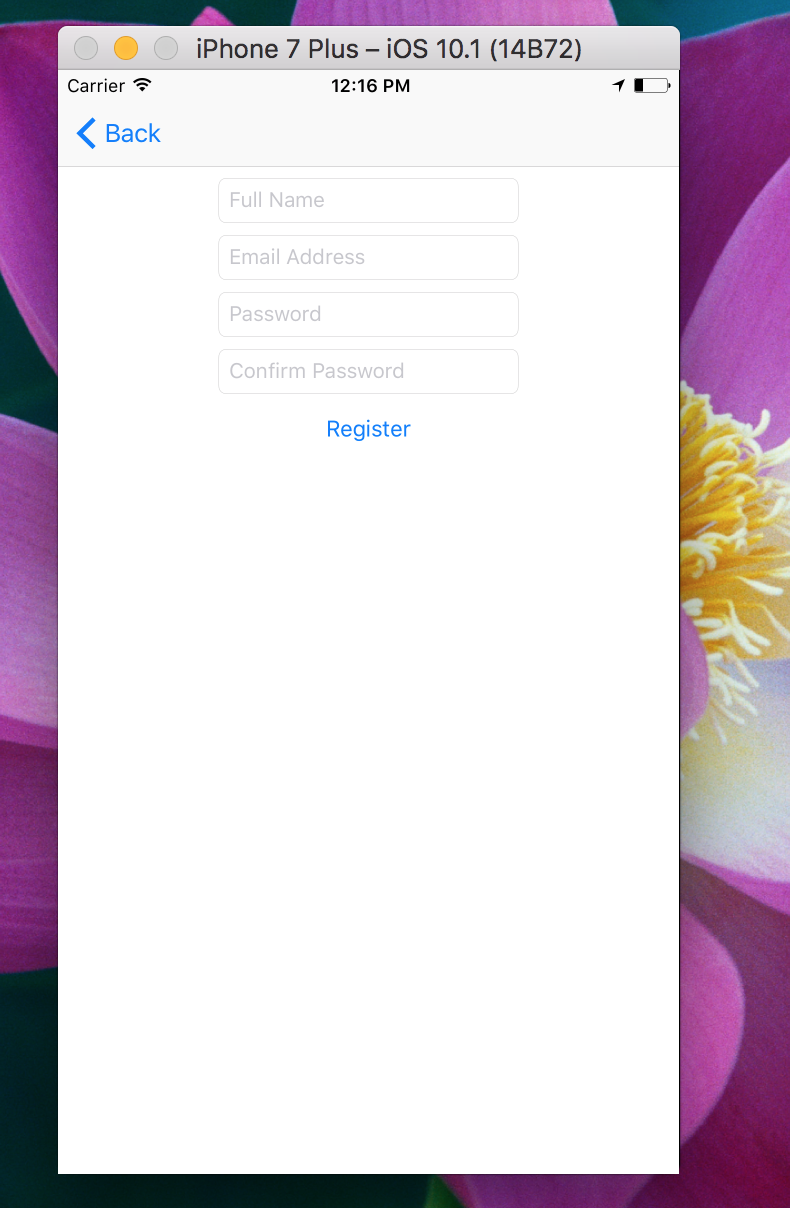 iPhone 7 Plus – iOS 10.1 (14B72)
Carrier 12:16 PM
Back
Full Name
Email Address
Password
Confirm Password
Register